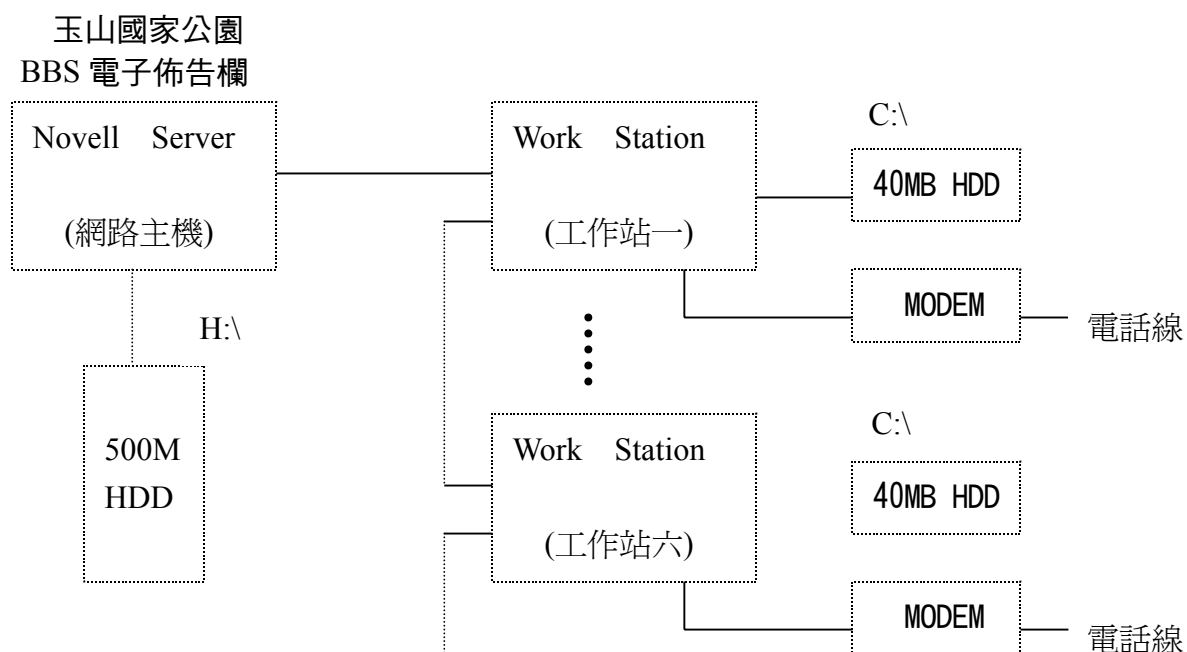 玉山國家公園
BBS 電子佈告欄
Novell Server
(網路主機)
H:\
500M
HDD
Work Station
(工作站一)
C:\
40MB HDD
MODEM
電話線
Work Station
(工作站六)
C:\
40MB HDD
MODEM
電話線